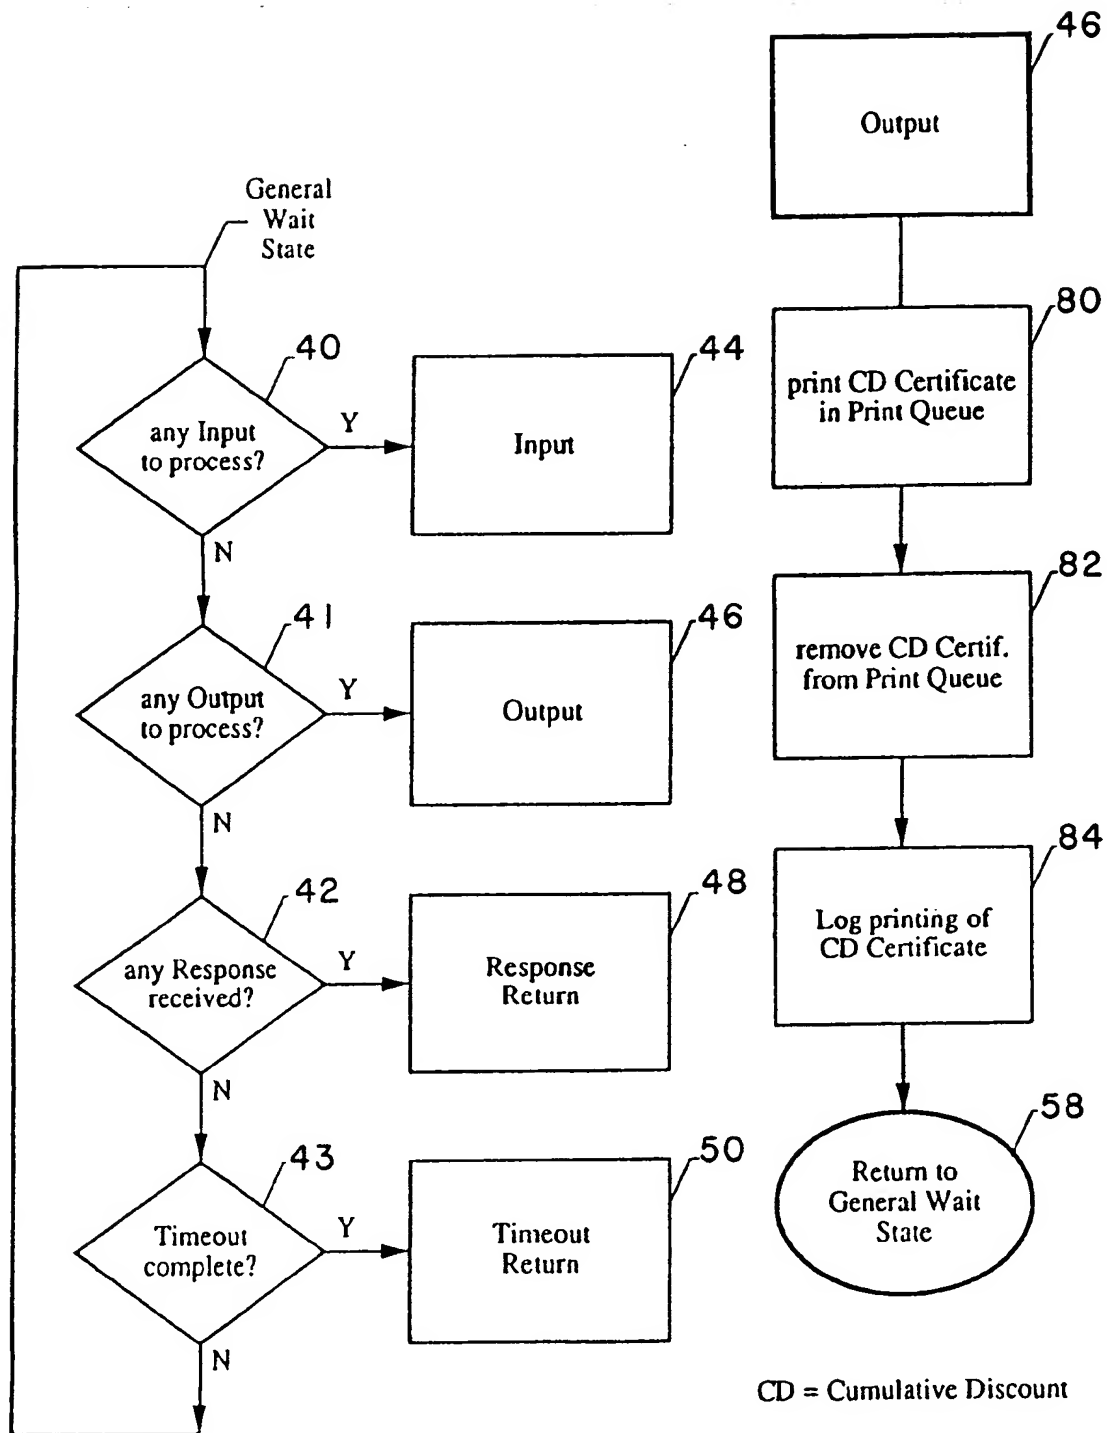 General
Wait
State
40
any Input
to process?
Y
44
Input
N
41
any Output
to process?
Y
46
Output
N
42
any Response
received?
Y
48
Response
Return
N
43
Timeout
complete?
Y
50
Timeout
Return
N
46
Output
80
print CD Certificate
in Print Queue
82
remove CD Certif.
from Print Queue
84
Log printing of
CD Certificate
58
Return to
General Wait
State
CD = Cumulative Discount